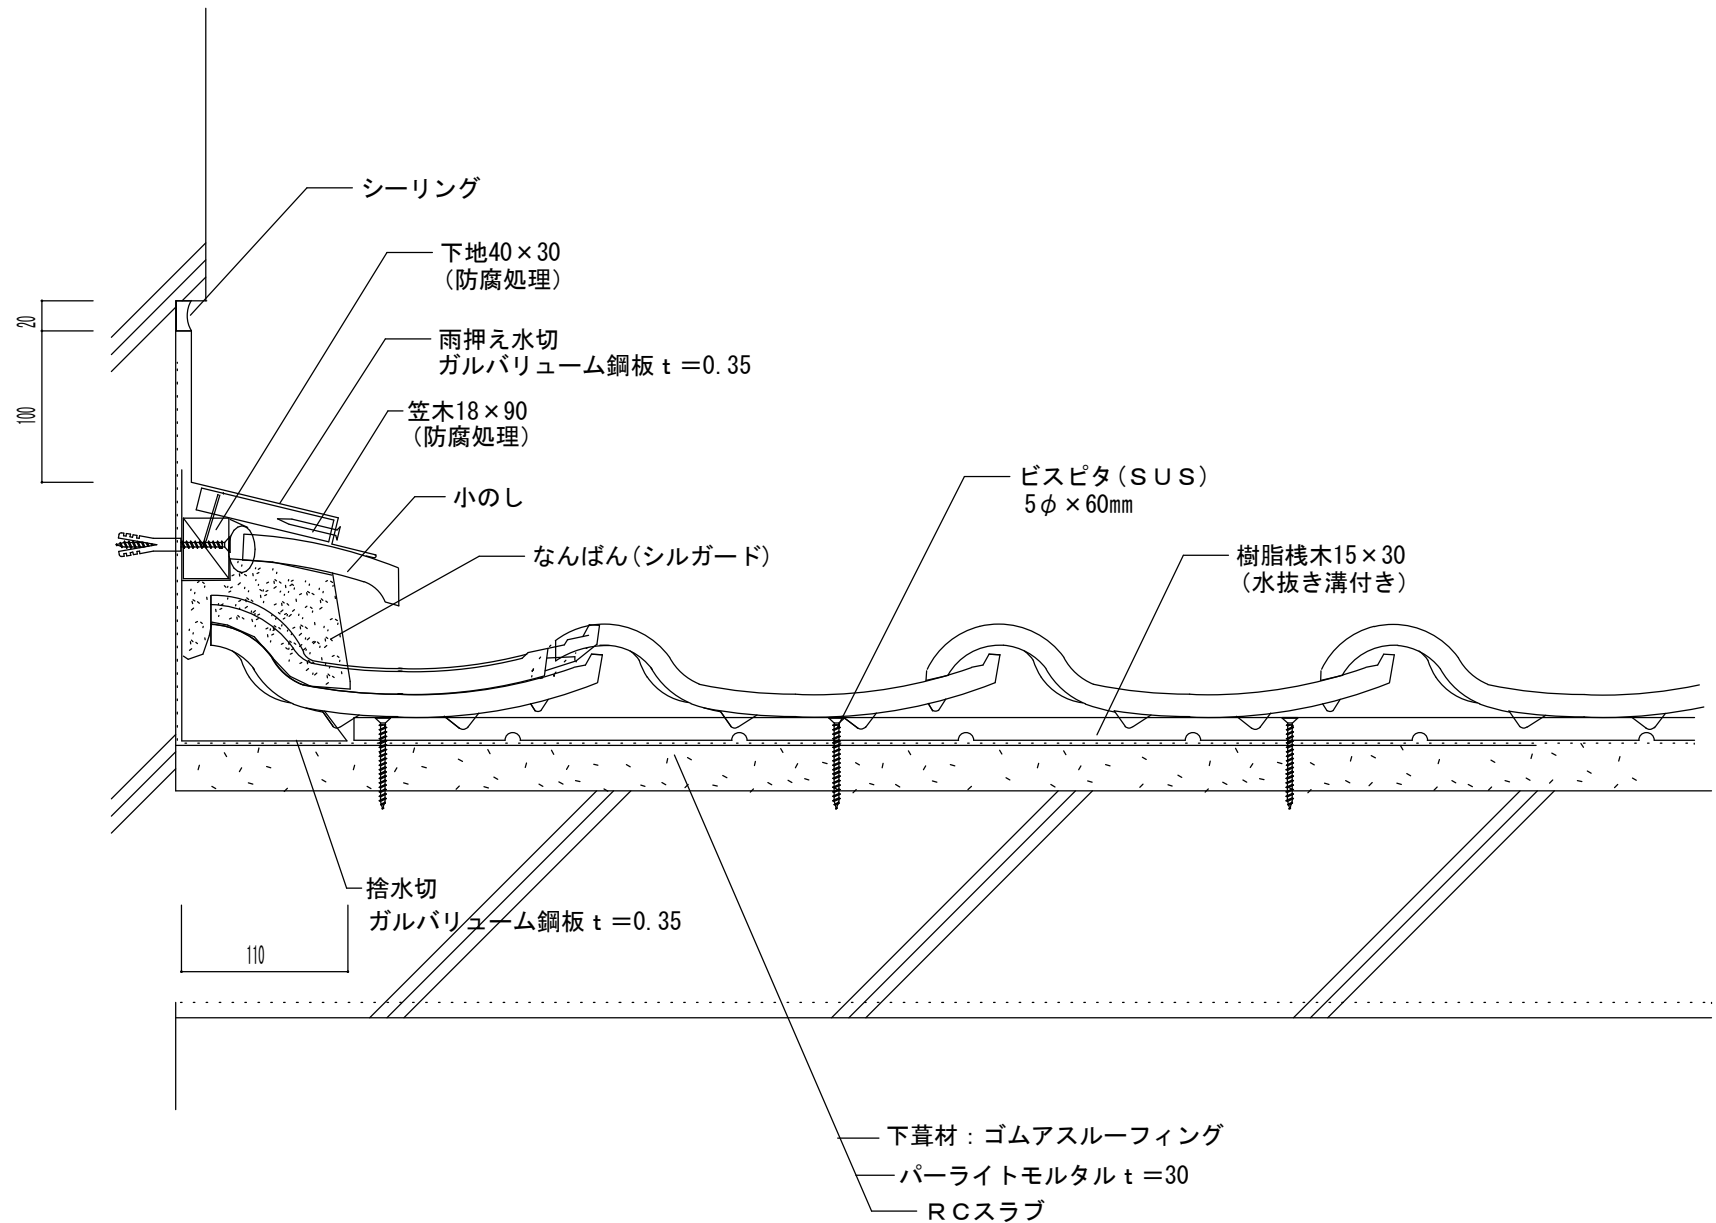 シーリング
下地40×30
(防腐処理)
20
雨押え水切
ガルバリューム鋼板ｔ＝0.35
100
笠木18×90
(防腐処理)
小のし
ビスピタ(ＳＵＳ)
5φ×60㎜
なんばん(シルガード)
樹脂桟木15×30
(水抜き溝付き)
捨水切
ガルバリューム鋼板ｔ＝0.35
110
下葺材：ゴムアスルーフィング
パーライトモルタルｔ＝30
ＲＣスラブ